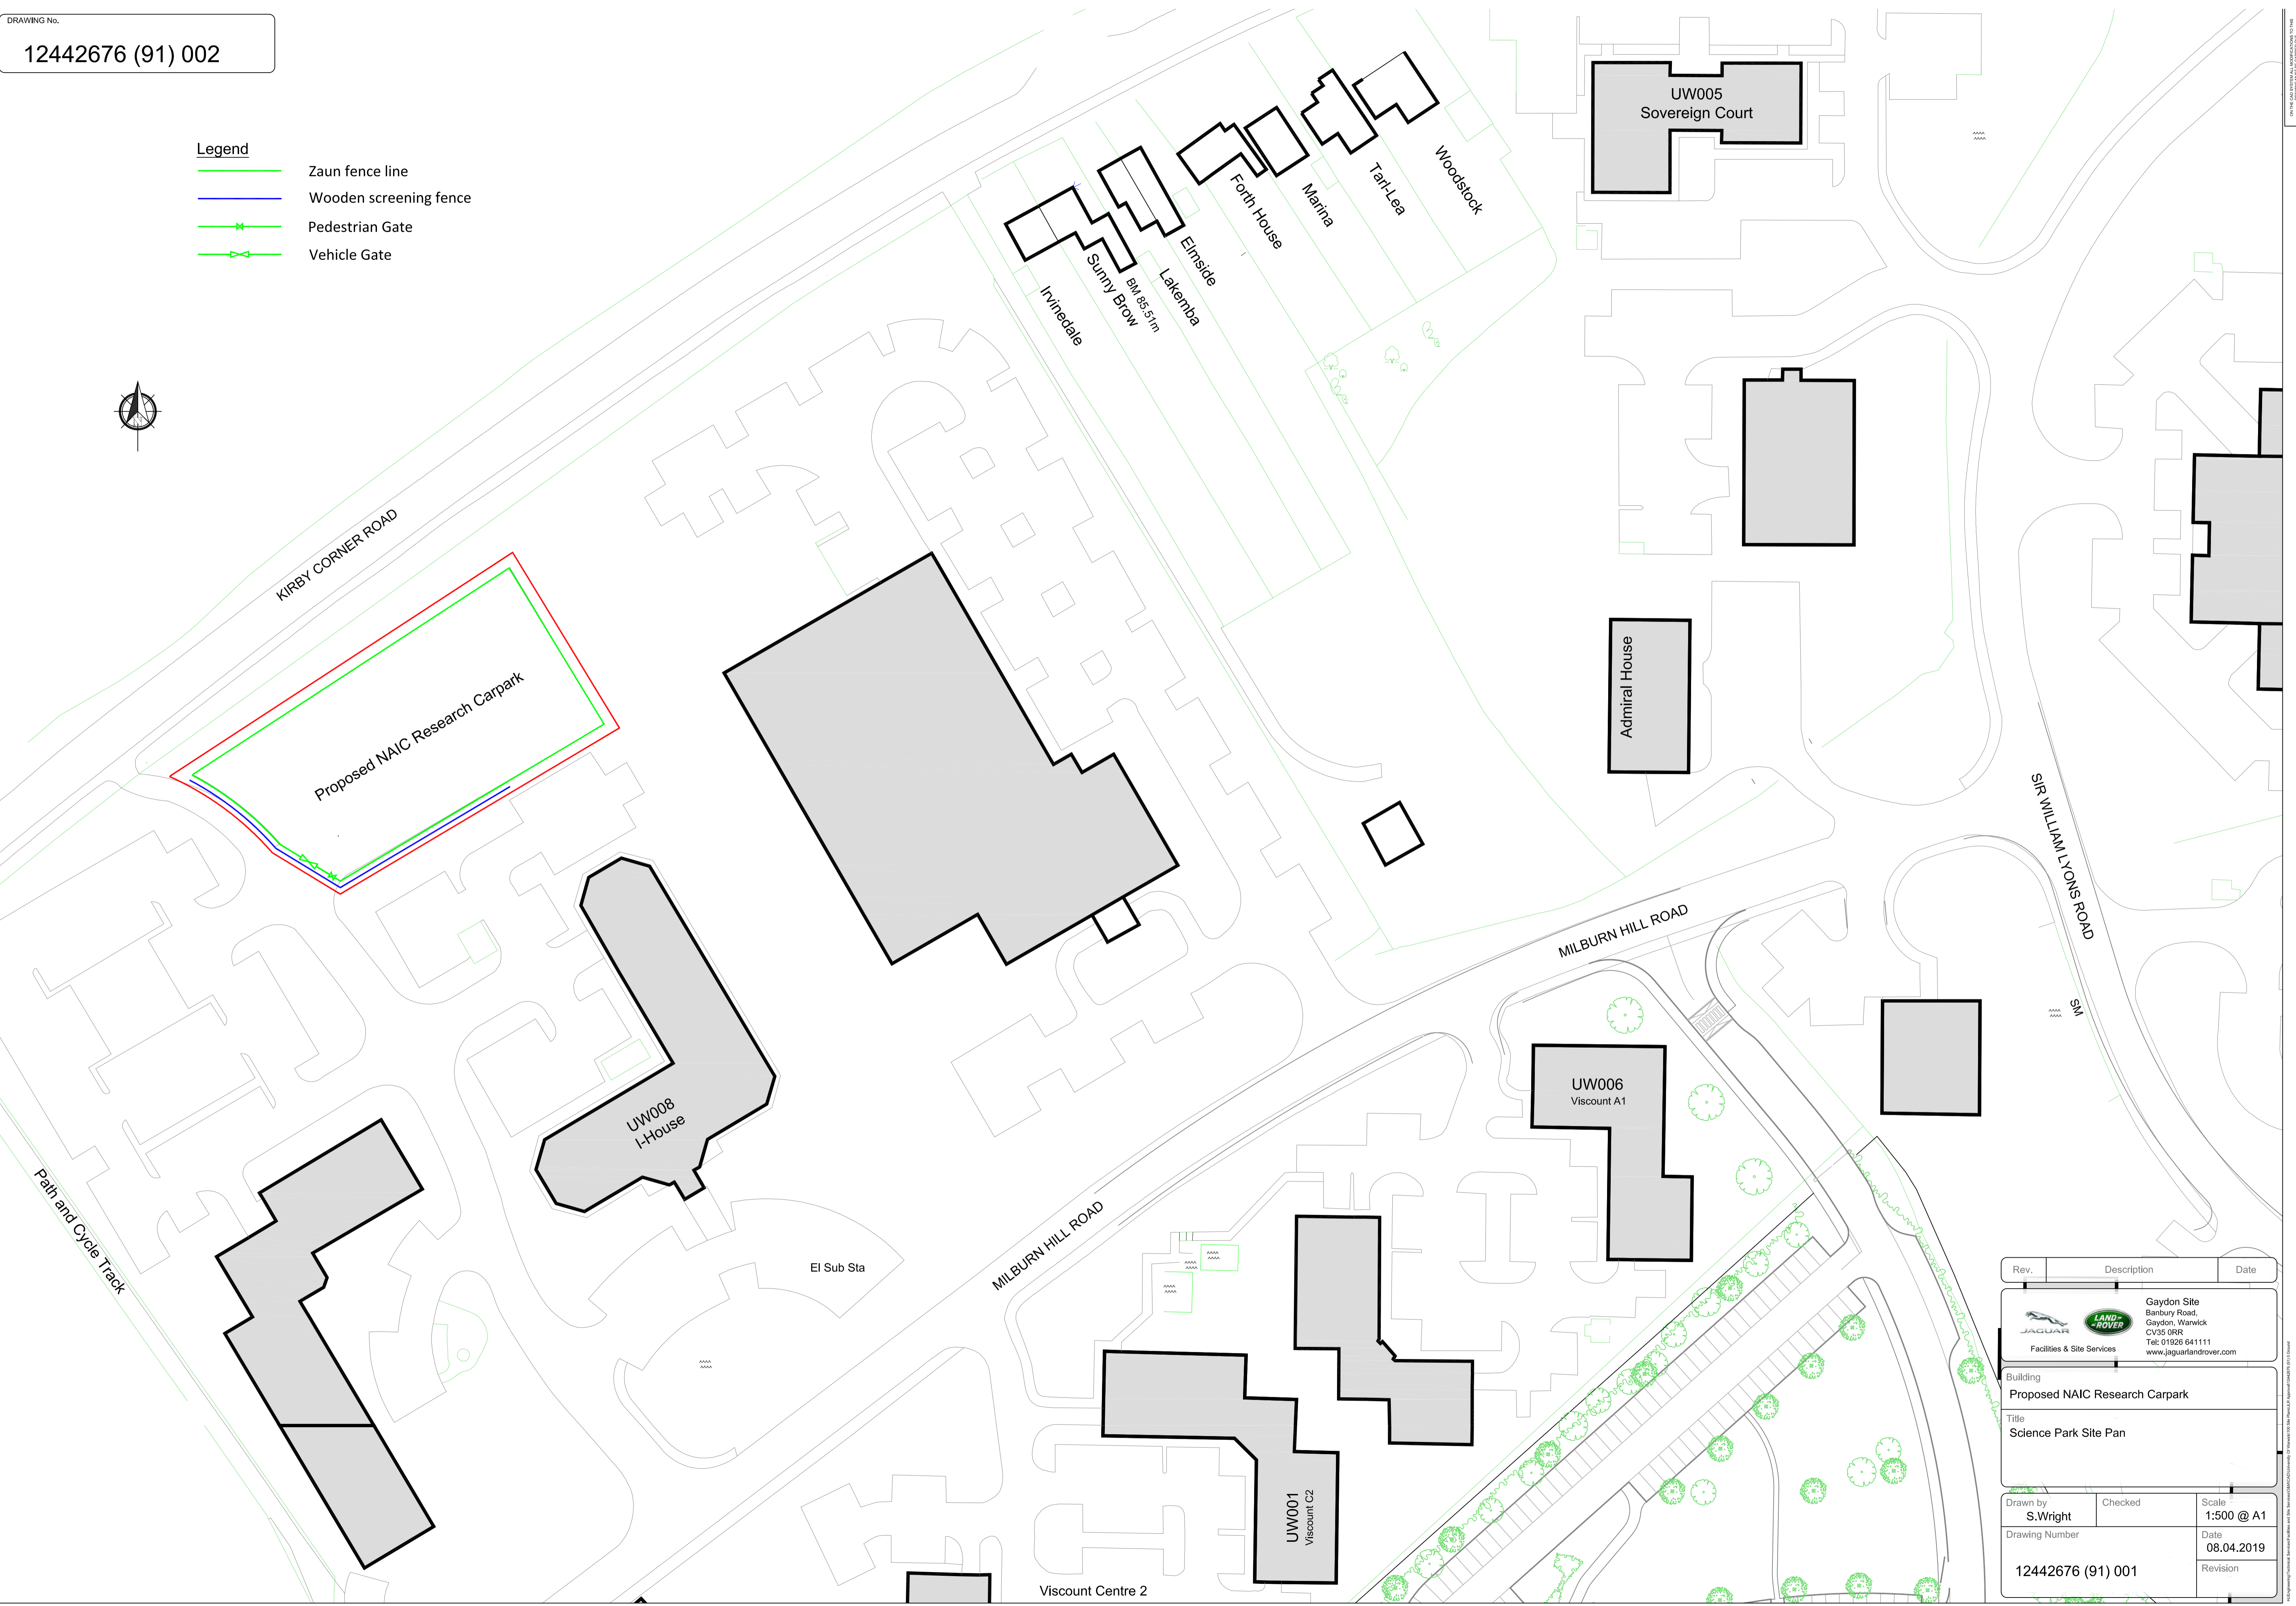 DRAWING No.
12442676 (91) 002
Legend
Zaun fence line
Wooden screening fence
Pedestrian Gate
Vehicle Gate
KIRBY CORNER ROAD
Proposed NAIC Research Carpark
Irvinedale
Sunny Brow
BM 85.51m
Lakemba
Elmside
Forth House
Marina
Tarl-Lea
Woodstock
UW005
Sovereign Court
Admiral House
SIR WILLIAM LYONS ROAD
SM
MILBURN HILL ROAD
UW006
Viscount A1
UW008
I-House
Path and Cycle Track
El Sub Sta
MILBURN HILL ROAD
UW001
Viscount C2
Viscount Centre 2
Rev. Description Date
JAGUAR
LAND ROVER
Facilities & Site Services
Gaydon Site
Banbury Road,
Gaydon, Warwick
CV35 0RR
Tel: 01926 641111
www.jaguarlandrover.com
Building
Proposed NAIC Research Carpark
Title
Science Park Site Pan
Drawn by Checked Scale
S.Wright 1:500 @ A1
Drawing Number Date
08.04.2019
12442676 (91) 001
Revision